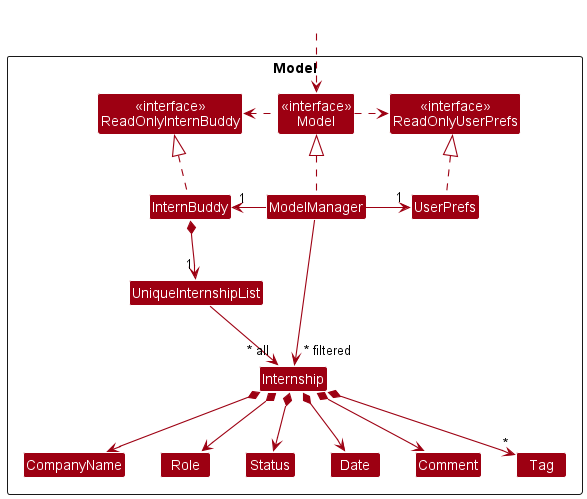 Model
«interface»
ReadOnlyInternBuddy
«interface»
Model
«interface»
ReadOnlyUserPrefs
InternBuddy
1
ModelManager
1
UserPrefs
1
UniqueInternshipList
* all
* filtered
Internship
*
CompanyName
Role
Status
Date
Comment
Tag